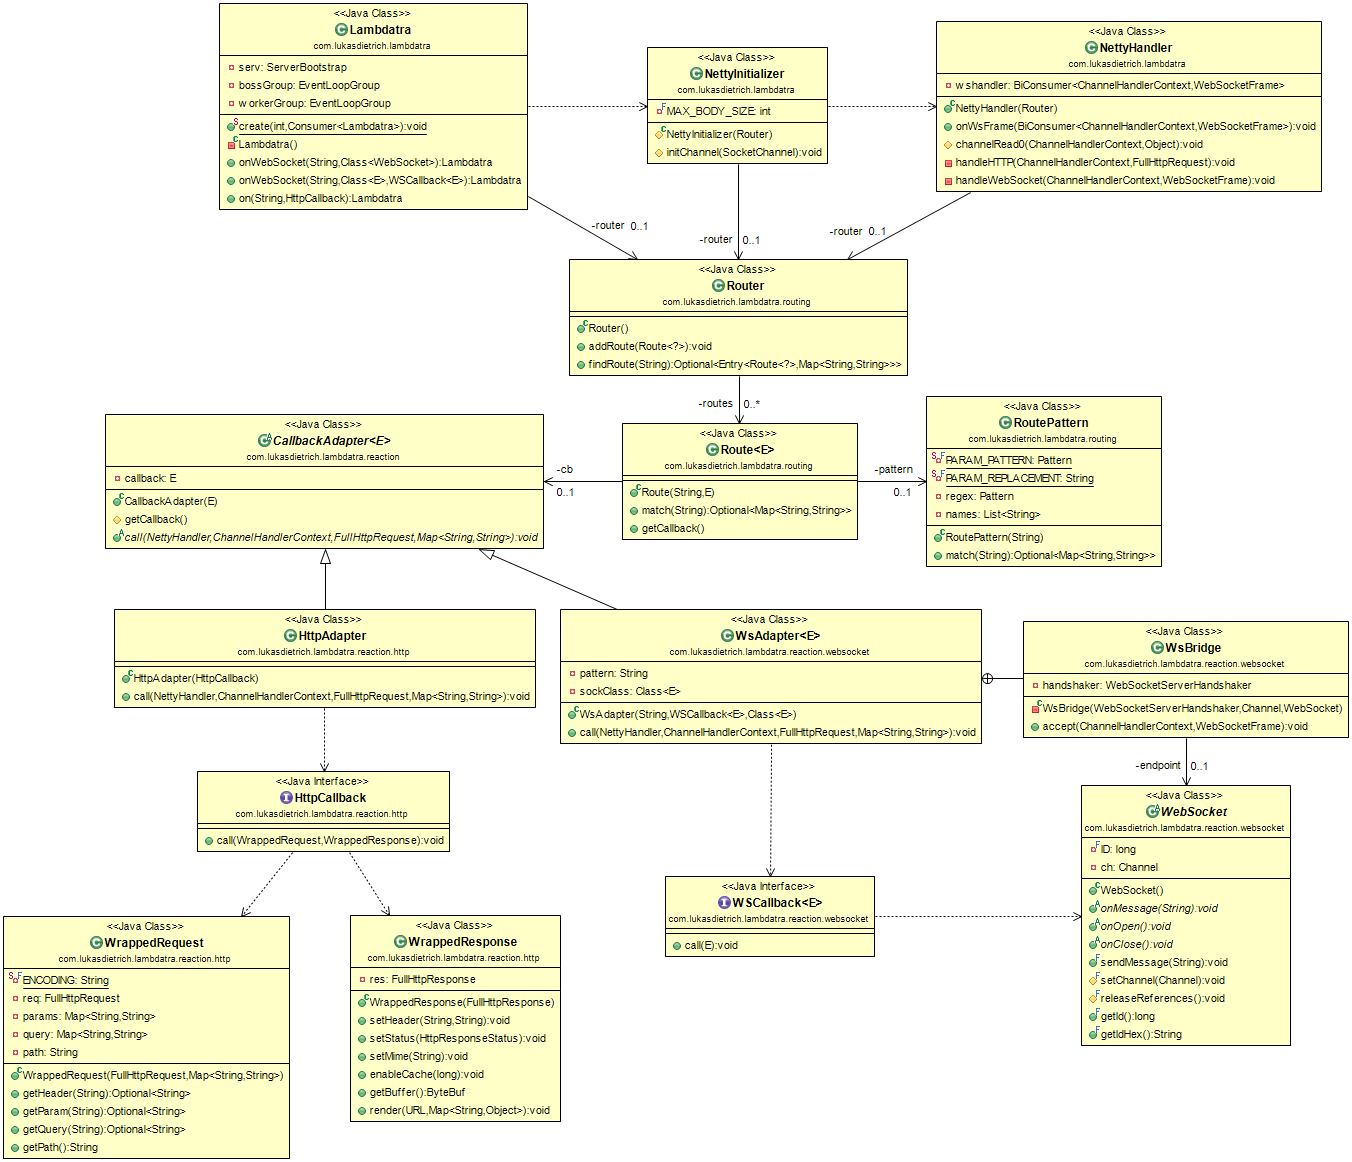 <<Java Class>>
Lambdatra
com.lukasdietrich.lambdatra
serv: ServerBootstrap
bossGroup: EventLoopGroup
workerGroup: EventLoopGroup
create(int,Consumer<Lambdatra>):void
Lambdatra()
onWebSocket(String,Class<WebSocket>):Lambdatra
onWebSocket(String,Class<E>,WSCallback<E>):Lambdatra
on(String,HttpCallback):Lambdatra
<<Java Class>>
NettyInitializer
com.lukasdietrich.lambdatra
MAX_BODY_SIZE: int
NettyInitializer(Router)
initChannel(SocketChannel):void
<<Java Class>>
NettyHandler
com.lukasdietrich.lambdatra
wshandler: BiConsumer<ChannelHandlerContext,WebSocketFrame>
NettyHandler(Router)
onWsFrame(BiConsumer<ChannelHandlerContext,WebSocketFrame>):void
channelRead0(ChannelHandlerContext,Object):void
handleHTTP(ChannelHandlerContext,FullHttpRequest):void
handleWebSocket(ChannelHandlerContext,WebSocketFrame):void
-router 0..1
-router 0..1
-router 0..1
<<Java Class>>
Router
com.lukasdietrich.lambdatra.routing
Router()
addRoute(Route<?>):void
findRoute(String):Optional<Entry<Route<?>,Map<String,String>>>
-routes 0..*
<<Java Class>>
CallbackAdapter<E>
com.lukasdietrich.lambdatra.reaction
callback: E
CallbackAdapter(E)
getCallback()
call(NettyHandler,ChannelHandlerContext,FullHttpRequest,Map<String,String>):void
-cb
0..1
<<Java Class>>
Route<E>
com.lukasdietrich.lambdatra.routing
Route(String,E)
match(String):Optional<Map<String,String>>
getCallback()
-pattern
0..1
<<Java Class>>
RoutePattern
com.lukasdietrich.lambdatra.routing
PARAM_PATTERN: Pattern
PARAM_REPLACEMENT: String
regex: Pattern
names: List<String>
RoutePattern(String)
match(String):Optional<Map<String,String>>
<<Java Class>>
HttpAdapter
com.lukasdietrich.lambdatra.reaction.http
HttpAdapter(HttpCallback)
call(NettyHandler,ChannelHandlerContext,FullHttpRequest,Map<String,String>):void
<<Java Class>>
WsAdapter<E>
com.lukasdietrich.lambdatra.reaction.websocket
pattern: String
sockClass: Class<E>
WsAdapter(String,WSCallback<E>,Class<E>)
call(NettyHandler,ChannelHandlerContext,FullHttpRequest,Map<String,String>):void
<<Java Class>>
WsBridge
com.lukasdietrich.lambdatra.reaction.websocket
handshaker: WebSocketServerHandshaker
WsBridge(WebSocketServerHandshaker,Channel,WebSocket)
accept(ChannelHandlerContext,WebSocketFrame):void
-endpoint 0..1
<<Java Interface>>
HttpCallback
com.lukasdietrich.lambdatra.reaction.http
call(WrappedRequest,WrappedResponse):void
<<Java Class>>
WebSocket
com.lukasdietrich.lambdatra.reaction.websocket
ID: long
ch: Channel
WebSocket()
onMessage(String):void
onOpen():void
onClose():void
sendMessage(String):void
setChannel(Channel):void
releaseReferences():void
getId():long
getIdHex():String
<<Java Interface>>
WSCallback<E>
com.lukasdietrich.lambdatra.reaction.websocket
call(E):void
<<Java Class>>
WrappedRequest
com.lukasdietrich.lambdatra.reaction.http
ENCODING: String
req: FullHttpRequest
params: Map<String,String>
query: Map<String,String>
path: String
WrappedRequest(FullHttpRequest,Map<String,String>)
getHeader(String):Optional<String>
getParam(String):Optional<String>
getQuery(String):Optional<String>
getPath():String
<<Java Class>>
WrappedResponse
com.lukasdietrich.lambdatra.reaction.http
res: FullHttpResponse
WrappedResponse(FullHttpResponse)
setHeader(String,String):void
setStatus(HttpResponseStatus):void
setMime(String):void
enableCache(long):void
getBuffer():ByteBuf
render(URL,Map<String,Object>):void